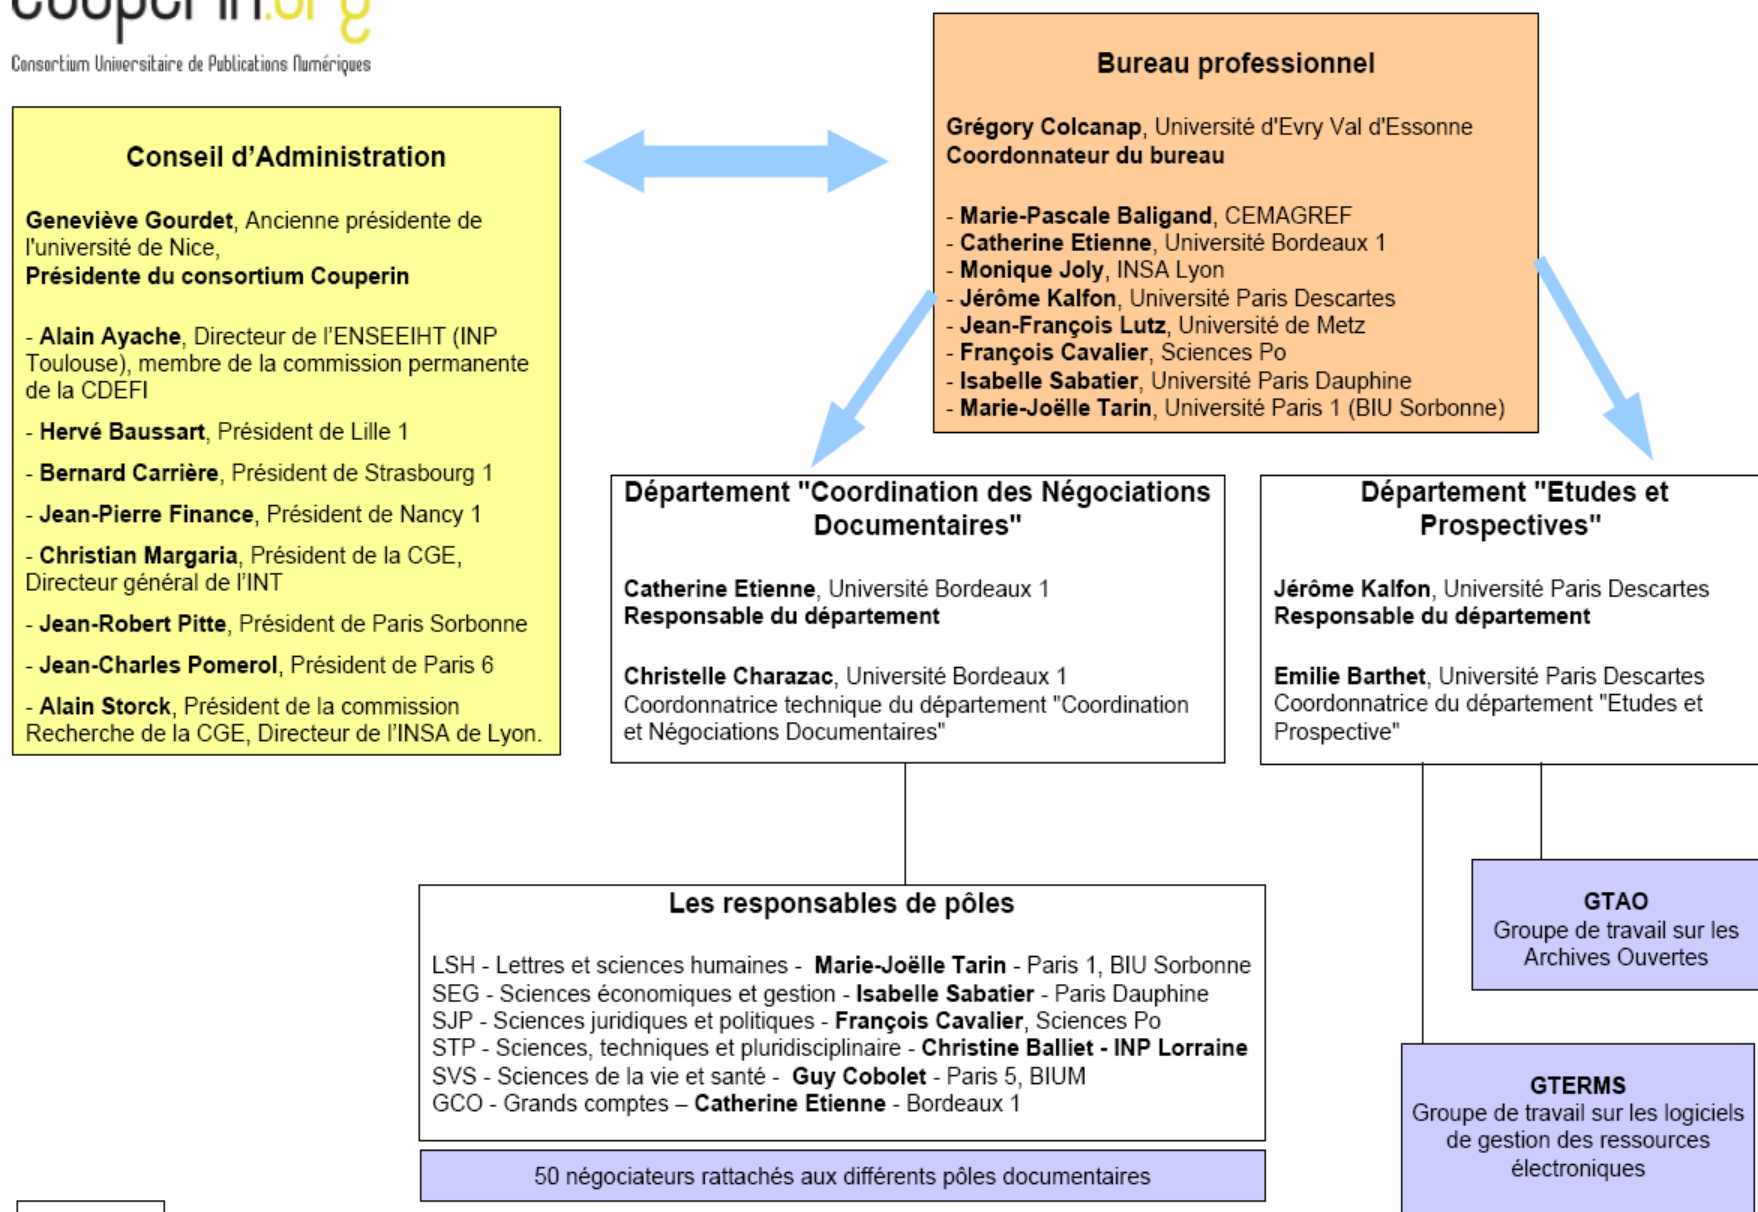 couperin.org
Consortium Universitaire de Publications Numériques
Conseil d'Administration
Geneviève Gourdet, Ancienne présidente de
l'université de Nice,
Présidente du consortium Couperin
- Alain Ayache, Directeur de l'ENSEEIHT (INP
Toulouse), membre de la commission permanente
de la CDEFI
- Hervé Baussart, Président de Lille 1
- Bernard Carrière, Président de Strasbourg 1
- Jean-Pierre Finance, Président de Nancy 1
- Christian Margaria, Président de la CGE,
Directeur général de l'INT
- Jean-Robert Pitte, Président de Paris Sorbonne
- Jean-Charles Pomerol, Président de Paris 6
- Alain Storck, Président de la commission
Recherche de la CGE, Directeur de l'INSA de Lyon.
Bureau professionnel
Grégory Colcanap, Université d'Evry Val d'Essonne
Coordonnateur du bureau
- Marie-Pascale Baligand, CEMAGREF
- Catherine Etienne, Université Bordeaux 1
- Monique Joly, INSA Lyon
- Jérôme Kalfon, Université Paris Descartes
- Jean-François Lutz, Université de Metz
- François Cavalier, Sciences Po
- Isabelle Sabatier, Université Paris Dauphine
- Marie-Joëlle Tarin, Université Paris 1 (BIU Sorbonne)
Département "Coordination des Négociations
Documentaires"
Catherine Etienne, Université Bordeaux 1
Responsable du département
Christelle Charazac, Université Bordeaux 1
Coordonnatrice technique du département "Coordination
et Négociations Documentaires"
Département "Etudes et
Prospectives"
Jérôme Kalfon, Université Paris Descartes
Responsable du département
Emilie Barthet, Université Paris Descartes
Coordonnatrice du département "Etudes et
Prospective"
Les responsables de pôles
LSH - Lettres et sciences humaines - Marie-Joëlle Tarin - Paris 1, BIU Sorbonne
SEG - Sciences économiques et gestion - Isabelle Sabatier - Paris Dauphine
SJP - Sciences juridiques et politiques - François Cavalier, Sciences Po
STP - Sciences, techniques et pluridisciplinaire - Christine Balliet - INP Lorraine
SVS - Sciences de la vie et santé - Guy Cobolet - Paris 5, BIUM
GCO - Grands comptes – Catherine Etienne - Bordeaux 1
50 négociateurs rattachés aux différents pôles documentaires
GTAO
Groupe de travail sur les
Archives Ouvertes
GTERMS
Groupe de travail sur les logiciels
de gestion des ressources
électroniques